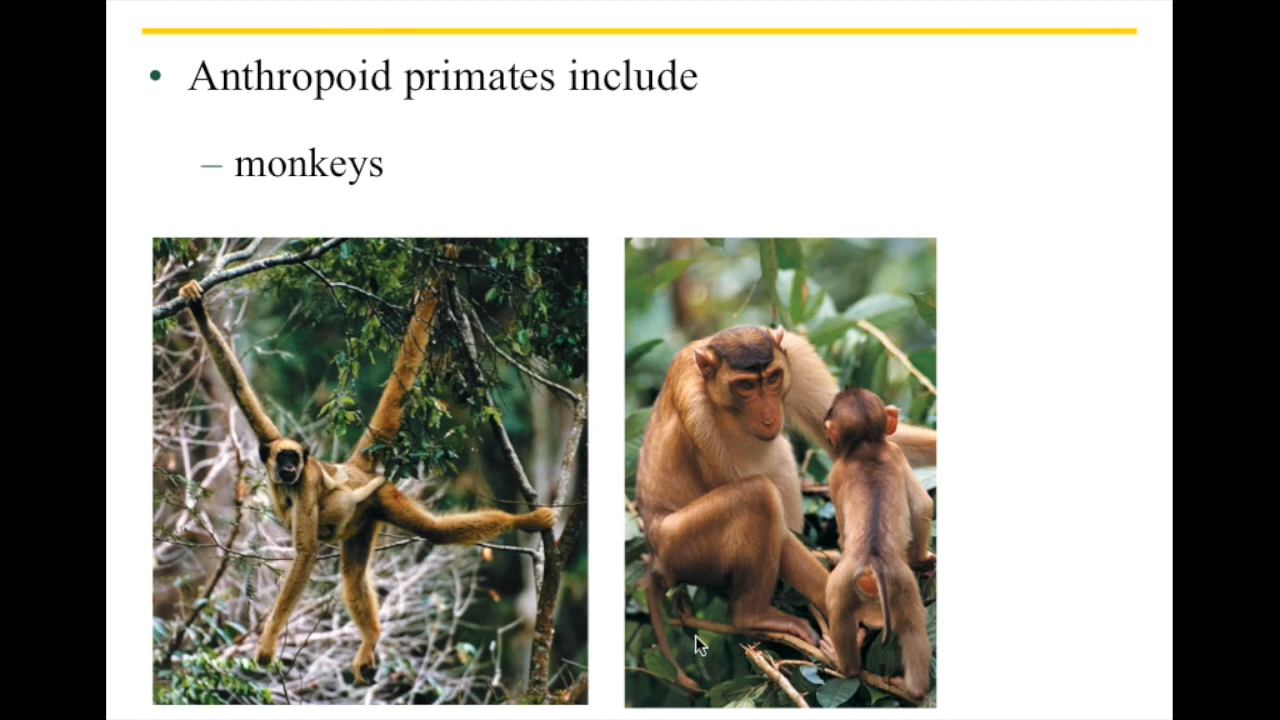 • Anthropoid primates include
– monkeys